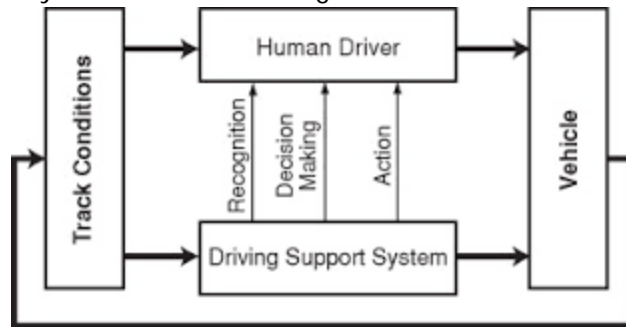 Human Driver
Track Conditions
Recognition
Decision
Making
Action
Vehicle
Driving Support System